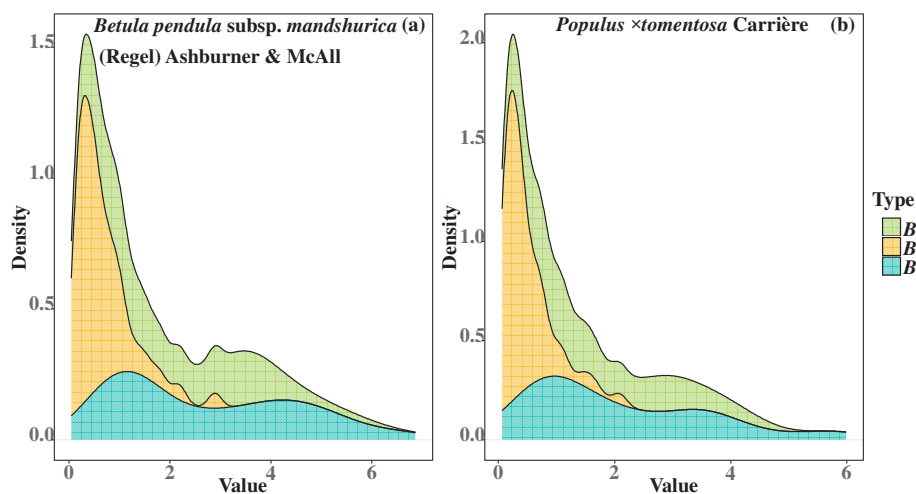 Betula pendula subsp. mandshurica (a)
(Regel) Ashburner & McAll
1.5
1.0
0.5
0.0
Density
0
2
4
6
Value
Populus ×tomentosa Carrière (b)
2.0
1.5
1.0
0.5
0.0
Density
0
2
4
6
Value
Type
B
B
B